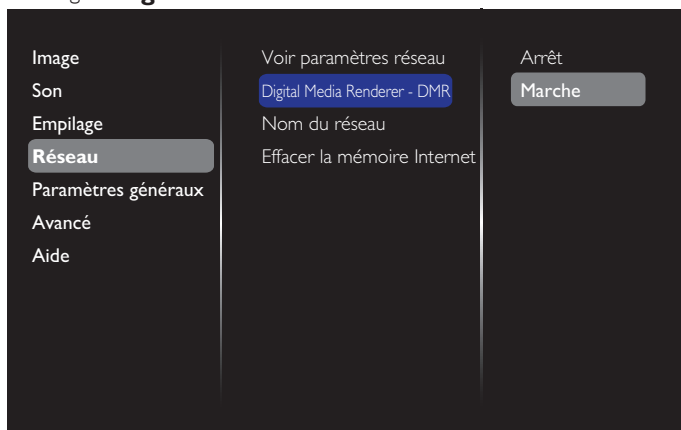 Image
Son
Empilage
Réseau
Paramètres généraux
Avancé
Aide
Voir paramètres réseau
Digital Media Renderer - DMR
Nom du réseau
Effacer la mémoire Internet
Arrêt
Marche